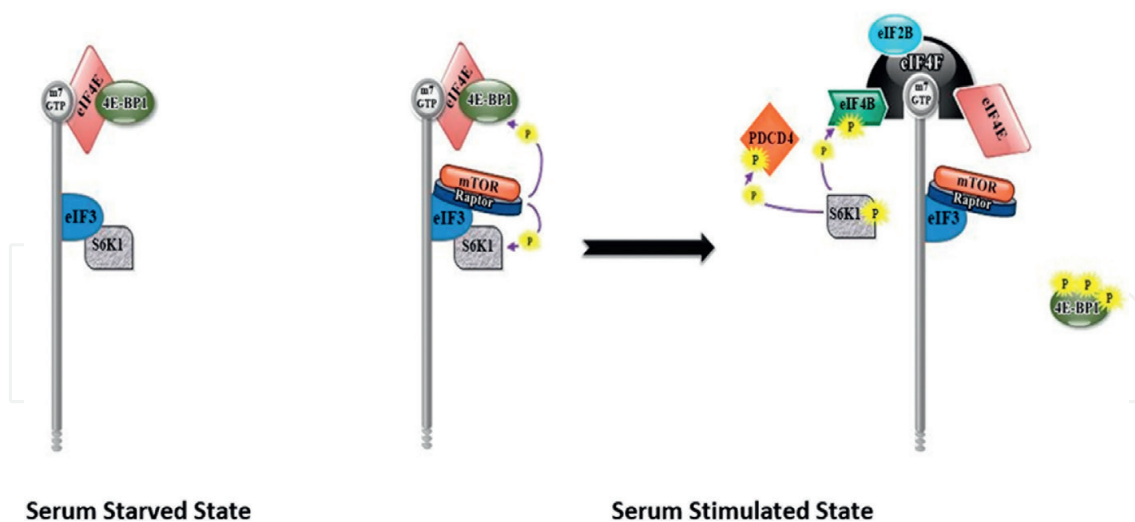 m7
GTP
eIF4E
4E-BP1
eIF3
S6K1
m7
GTP
eIF4E
4E-BP1
P
mTOR
Raptor
eIF3
P
S6K1
eIF2B
eIF4F
m7
GTP
eIF4B
P
eIF4E
PDCD4
P
P
P
mTOR
Raptor
S6K1
P
eIF3
P
P
P
4E-BP1
Serum Starved State
Serum Stimulated State